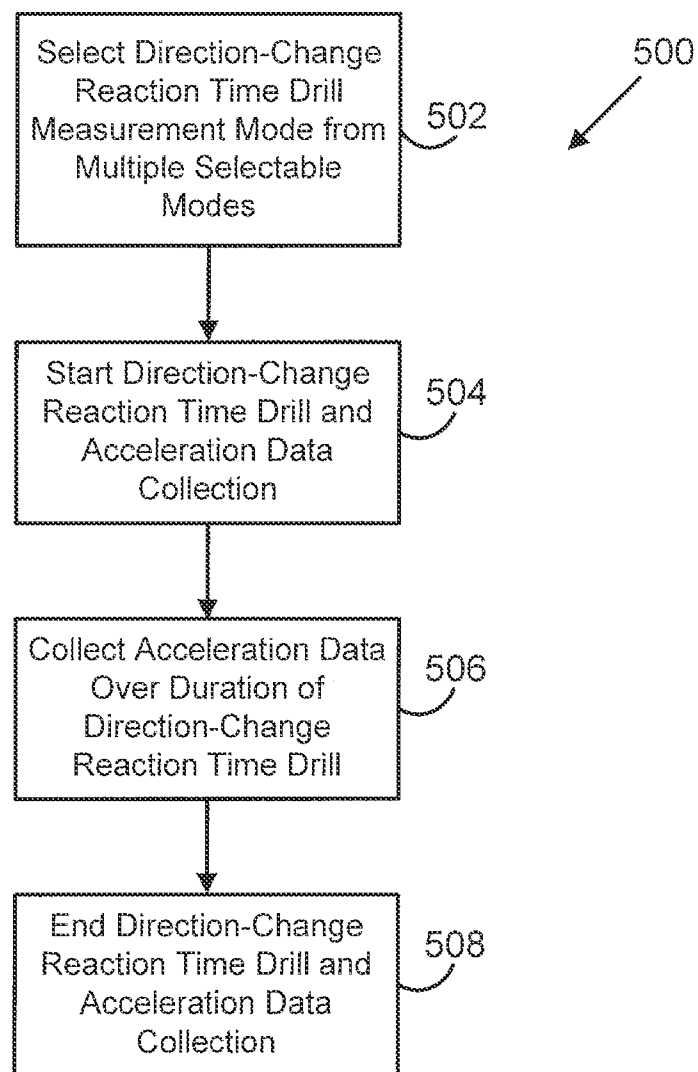 Select Direction-Change
Reaction Time Drill
Measurement Mode from
Multiple Selectable
Modes
502
500
Start Direction-Change
Reaction Time Drill and
Acceleration Data
Collection
504
Collect Acceleration Data
Over Duration of
Direction-Change
Reaction Time Drill
506
End Direction-Change
Reaction Time Drill and
Acceleration Data
Collection
508